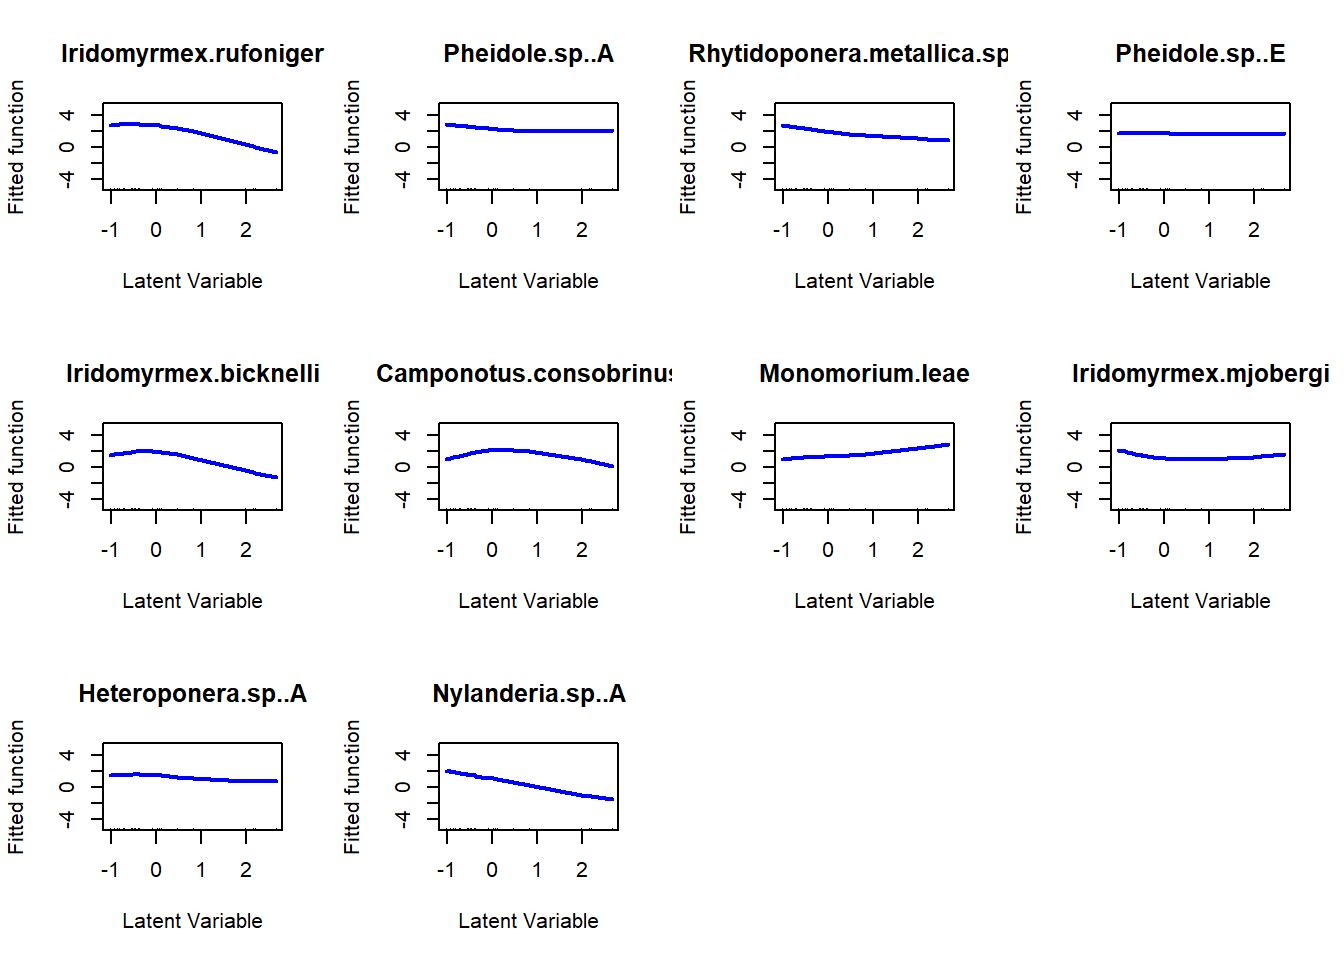 Iridomyrmex.rufoniger
Fitted function
4
0
-4
-1 0 1 2
Latent Variable
Pheidole.sp..A
Fitted function
4
0
-4
-1 0 1 2
Latent Variable
Rhytidoponera.metallica.sp
Fitted function
4
0
-4
-1 0 1 2
Latent Variable
Pheidole.sp..E
Fitted function
4
0
-4
-1 0 1 2
Latent Variable
Iridomyrmex.bicknelli
Fitted function
4
0
-4
-1 0 1 2
Latent Variable
Camponotus.consobrinus
Fitted function
4
0
-4
-1 0 1 2
Latent Variable
Monomorium.leae
Fitted function
4
0
-4
-1 0 1 2
Latent Variable
Iridomyrmex.mjobergi
Fitted function
4
0
-4
-1 0 1 2
Latent Variable
Heteroponera.sp..A
Fitted function
4
0
-4
-1 0 1 2
Latent Variable
Nylanderia.sp..A
Fitted function
4
0
-4
-1 0 1 2
Latent Variable